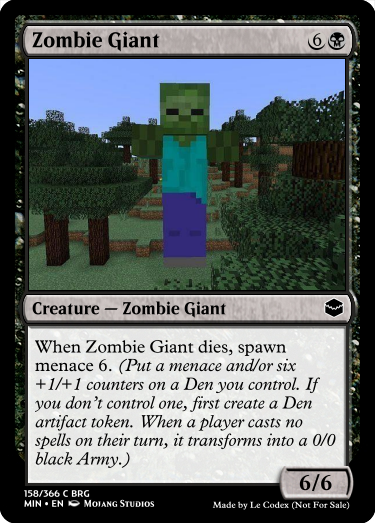 Zombie Giant 6
Creature — Zombie Giant
When Zombie Giant dies, spawn
menace 6. (Put a menace and/or six
+1/+1 counters on a Den you control. If
you don't control one, first create a Den
artifact token. When a player casts no
spells on their turn, it transforms into a 0/0
black Army.)
6/6
158/366 C BRG
MIN • EN Mojang Studios
Made by Le Codex (Not For Sale)